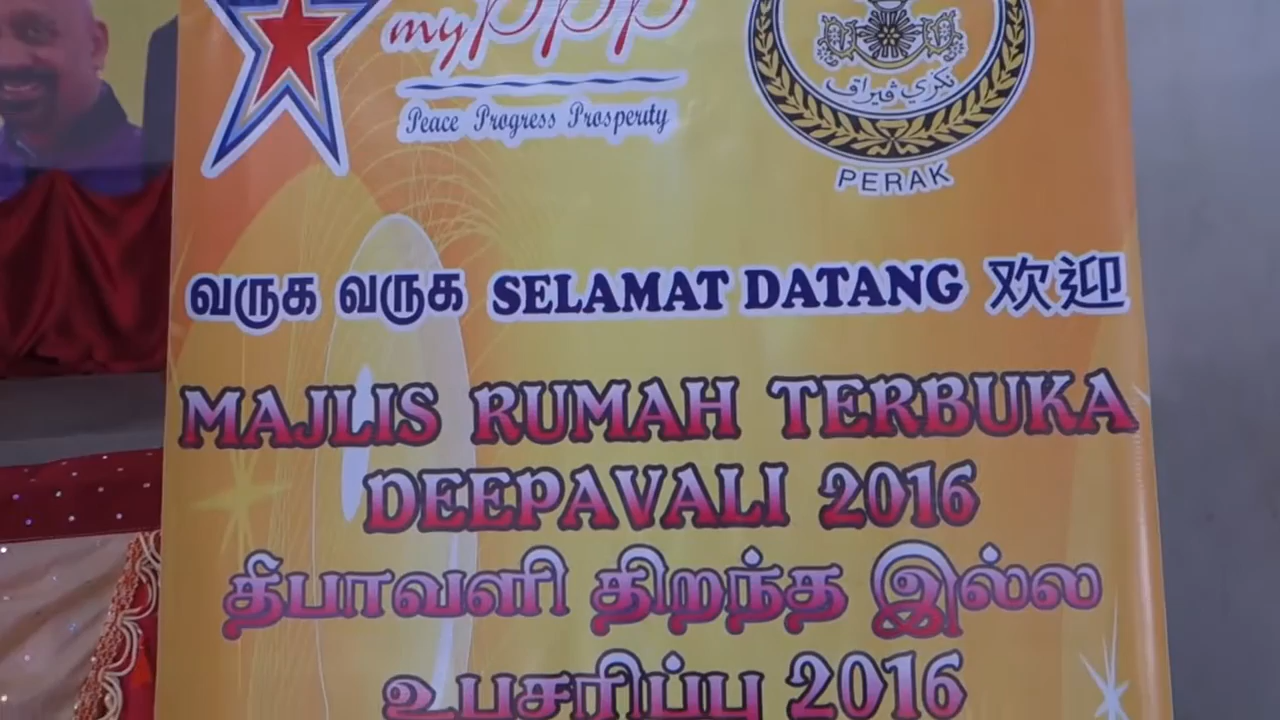 myPPP
Peace Progress Prosperity
نݢري ڤيراق
PERAK
வருக வருக SELAMAT DATANG 欢迎
MAJLIS RUMAH TERBUKA
DEEPAVALI 2016
தீபாவளி திறந்த இல்ல
உபசரிப்பு 2016